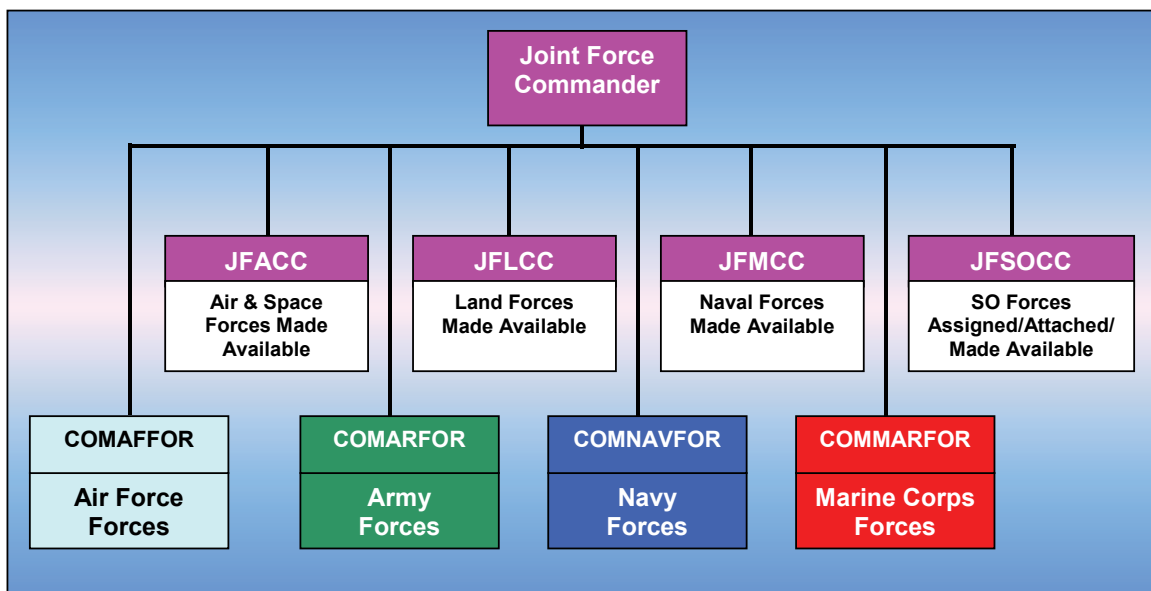 Joint Force
Commander
JFACC
Air & Space
Forces Made
Available
JFLCC
Land Forces
Made Available
JFMCC
Naval Forces
Made Available
JFSOCC
SO Forces
Assigned/Attached/
Made Available
COMAFFOR
Air Force
Forces
COMARFOR
Army
Forces
COMNAVFOR
Navy
Forces
COMMARFOR
Marine Corps
Forces